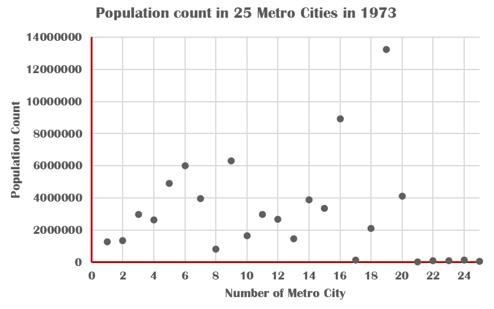 Population count in 25 Metro Cities in 1973
14000000
12000000
10000000
8000000
6000000
4000000
2000000
0
Population Count
0 2 4 6 8 10 12 14 16 18 20 22 24
Number of Metro City